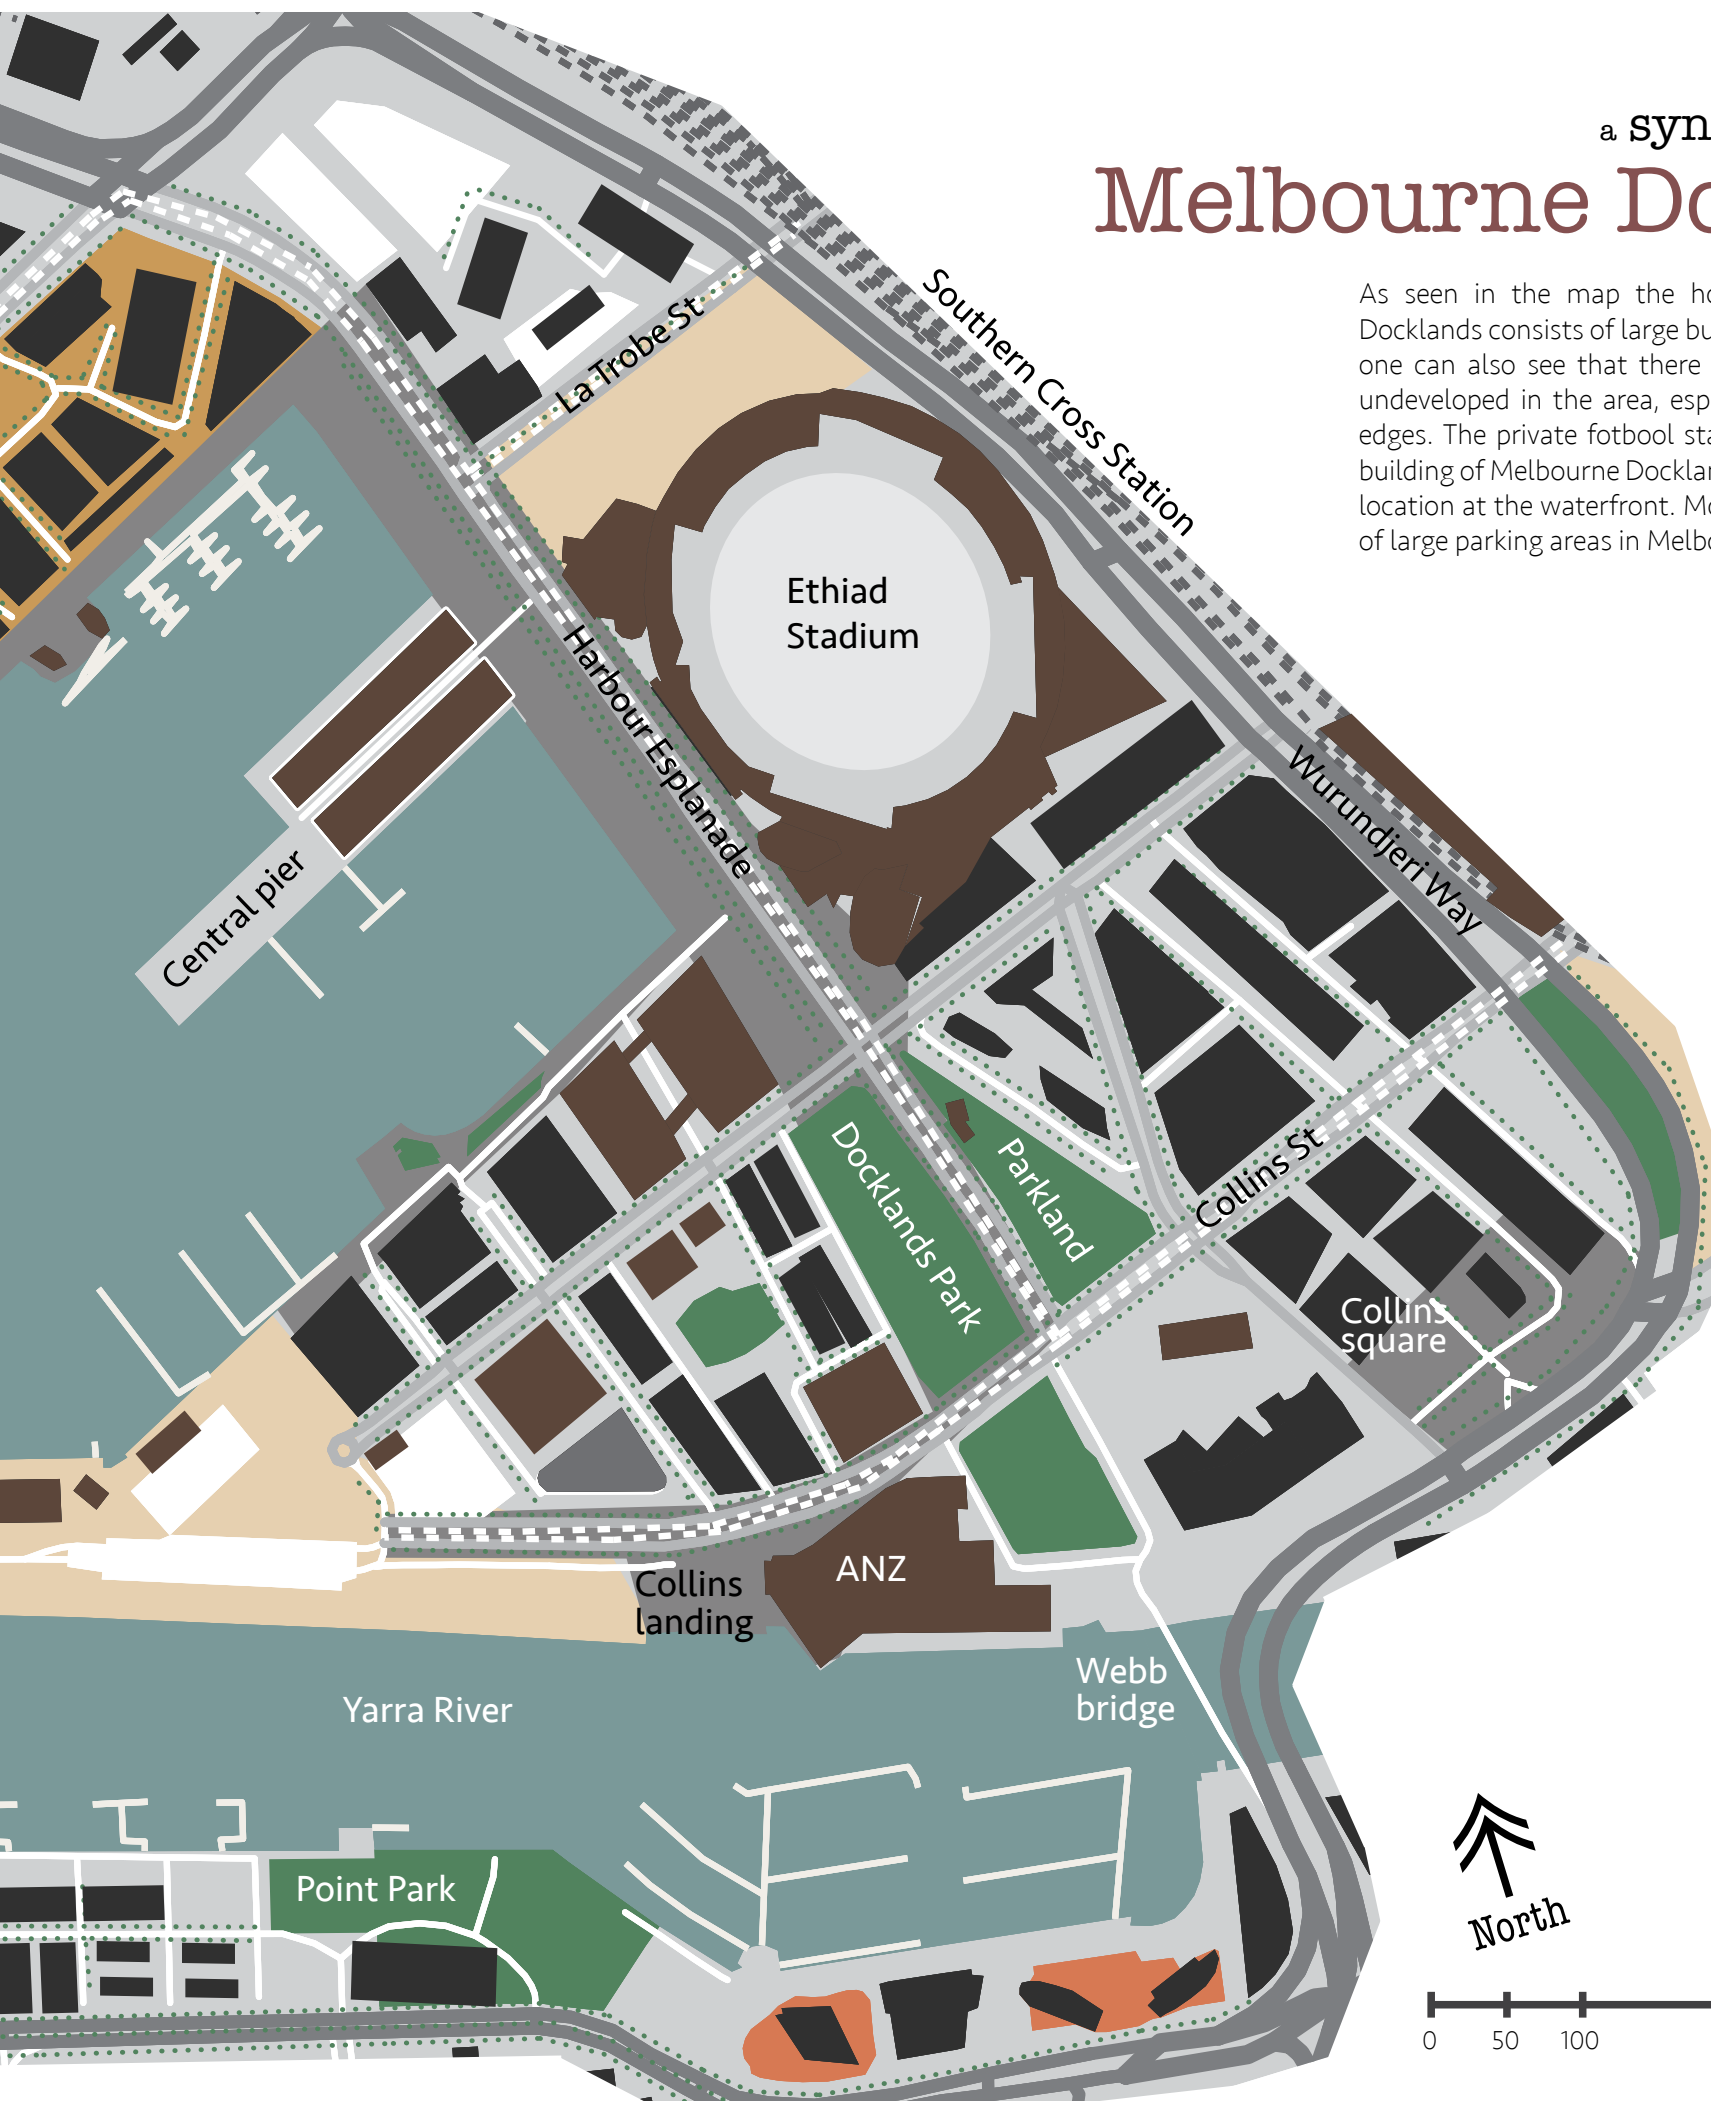 a syn
Melbourne Do
As seen in the map the ho
Docklands consists of large bu
one can also see that there
undeveloped in the area, esp
edges. The private fotbool sta
building of Melbourne Docklan
location at the waterfront. Mo
of large parking areas in Melbo
Southern Cross Station
La Trobe St
Ethiad
Stadium
Harbour Esplanade
Wurundjeri Way
Central pier
Docklands Park
Parkland
Collins St
Collins
square
ANZ
Collins
landing
Webb
bridge
Yarra River
Point Park
North
0 50 100